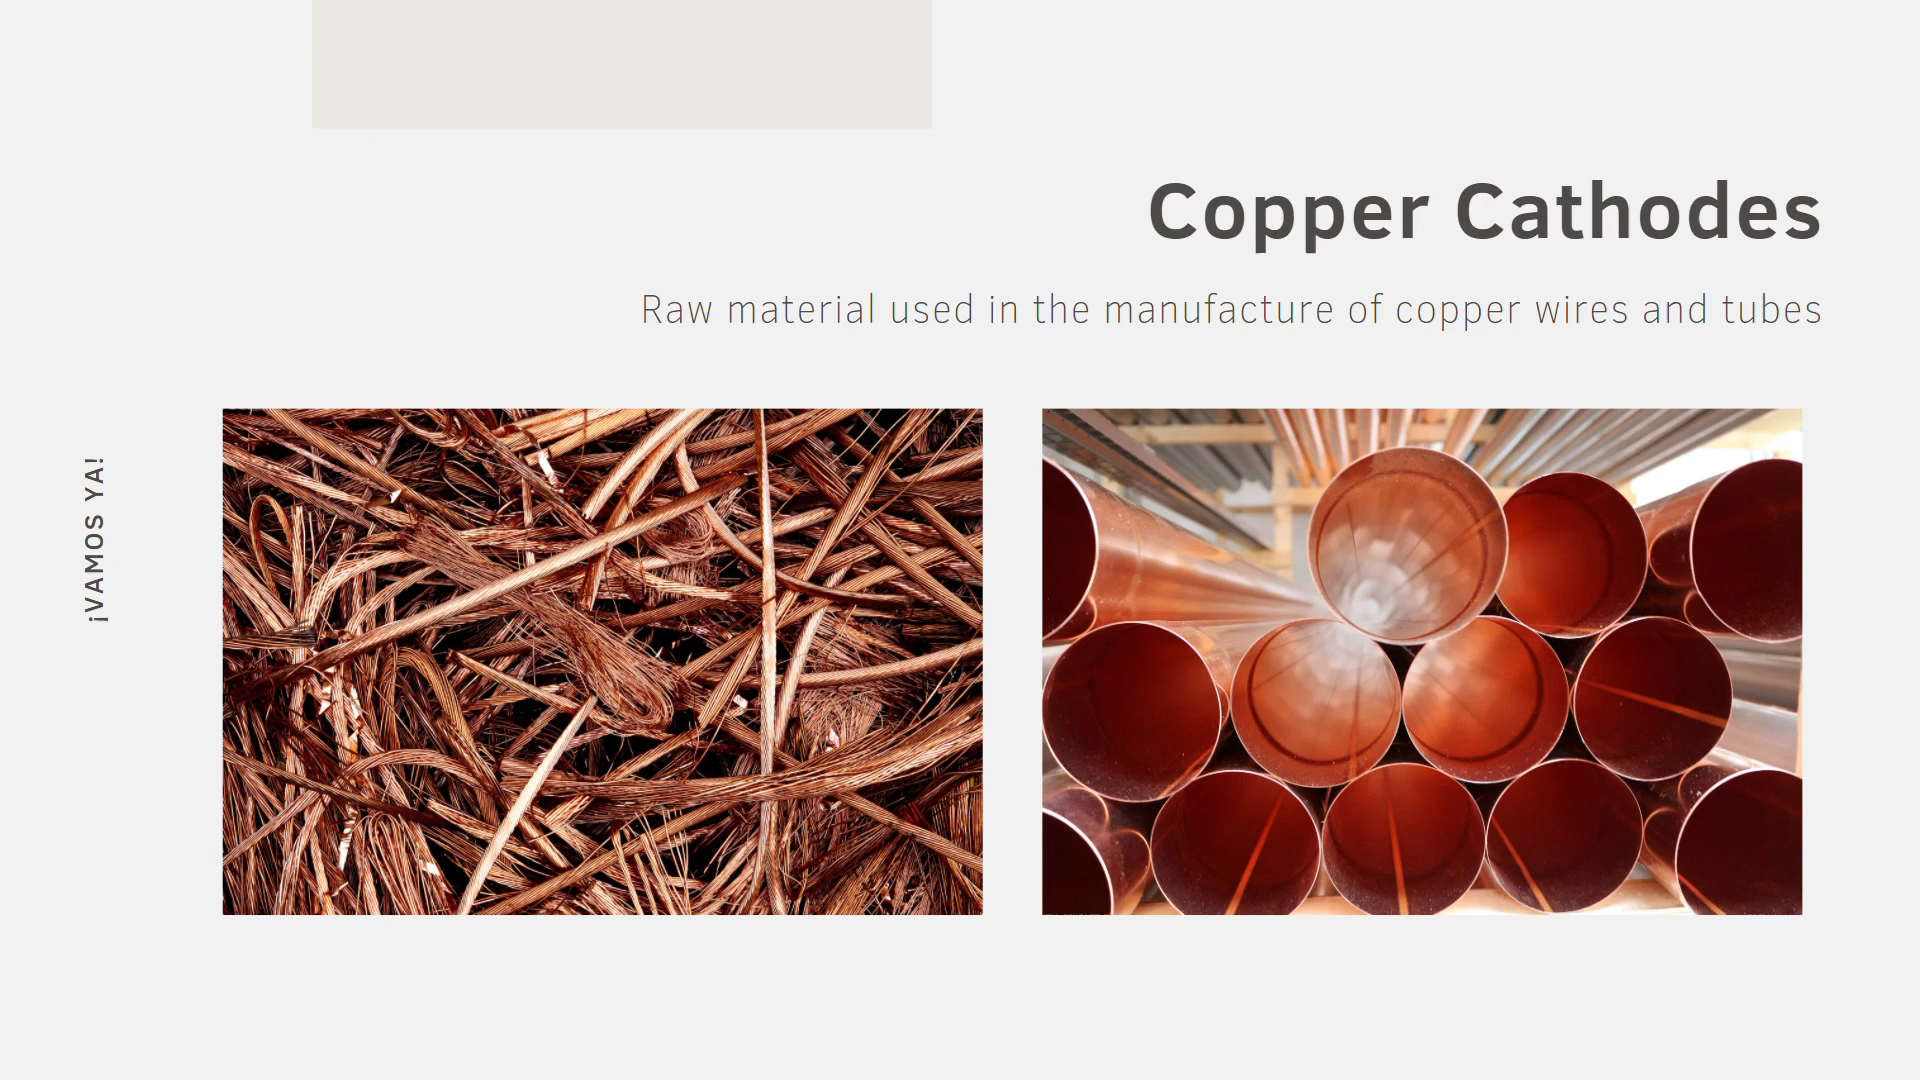 Copper Cathodes
Raw material used in the manufacture of copper wires and tubes
¡VAMOS YA!